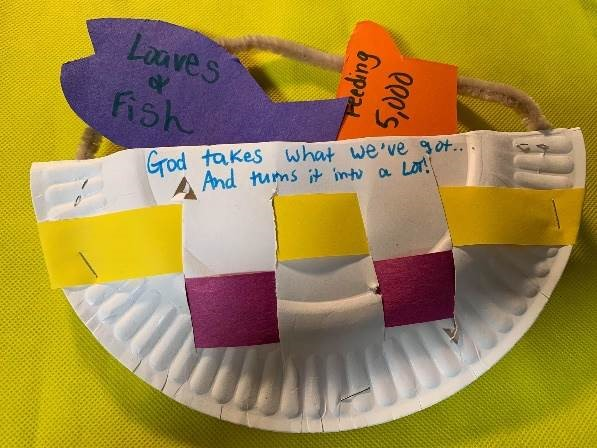 Loaves
&
Fish
Feeding
5,000
God takes what we've got..
And turns it into a Lot!